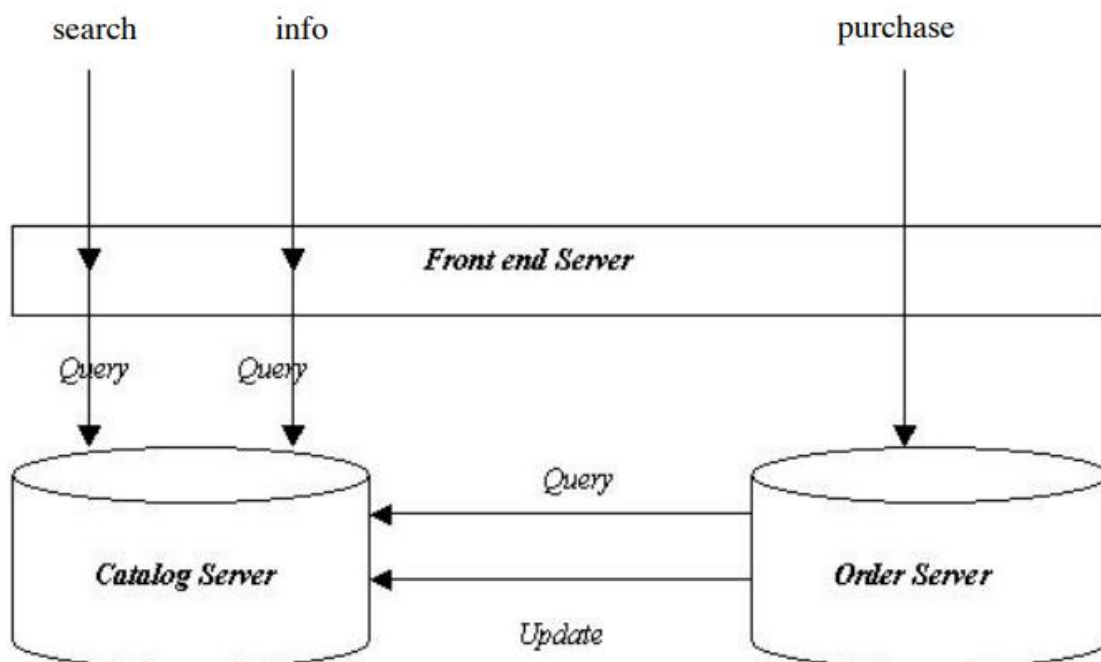 search
info
purchase
Front end Server
Query
Query
Query
Catalog Server
Order Server
Update